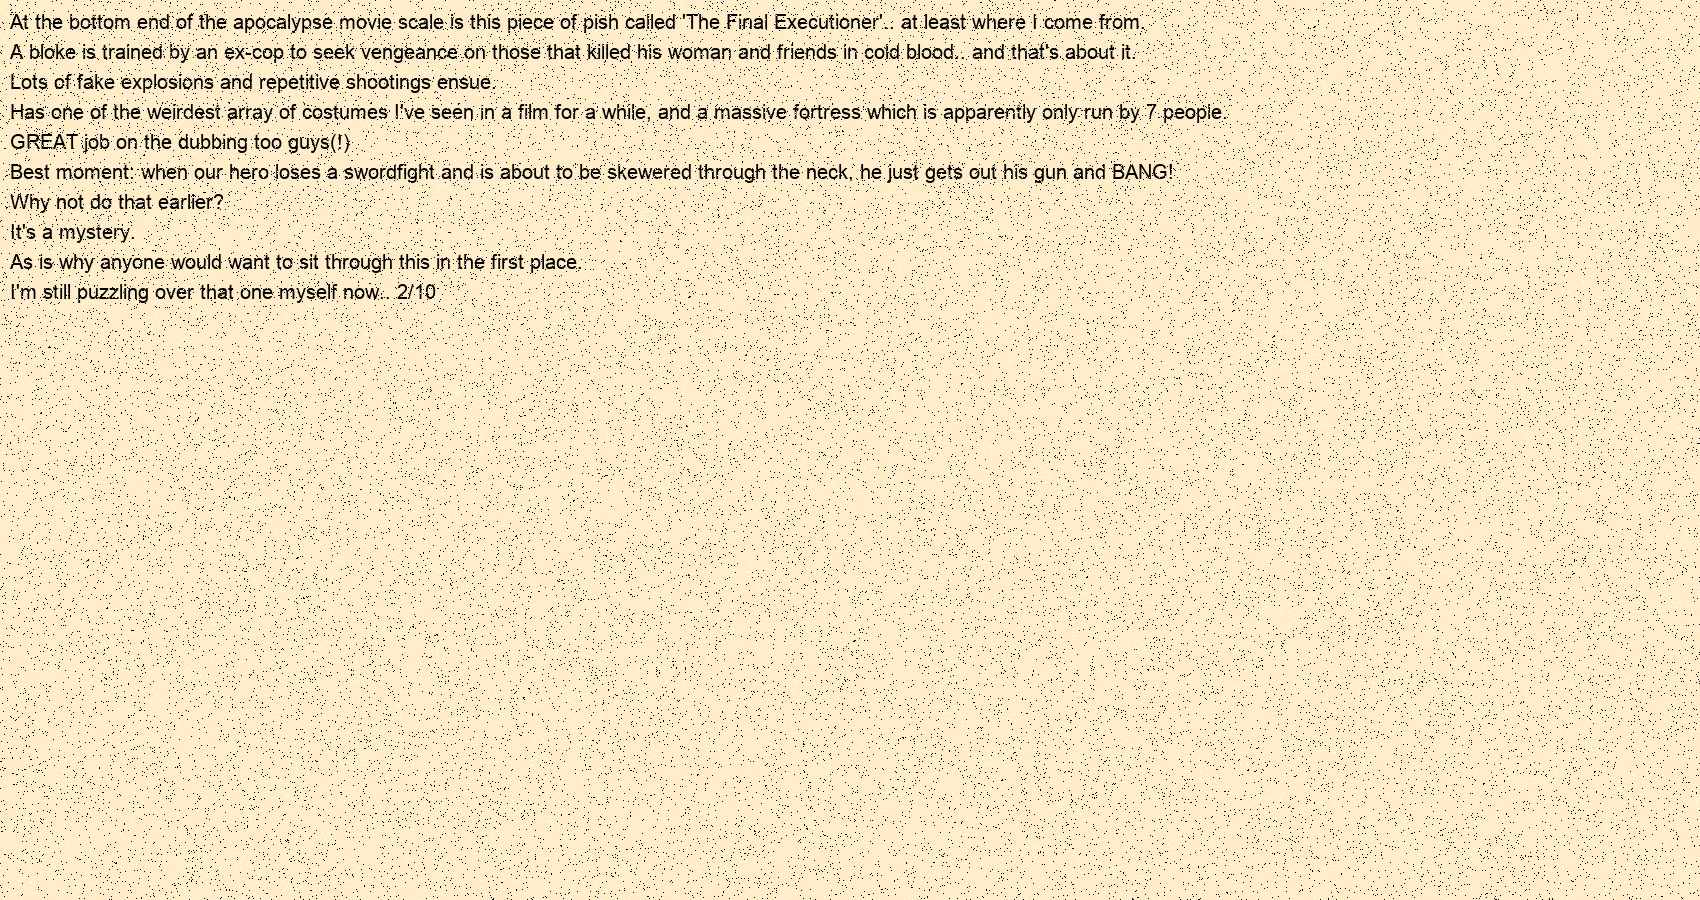 At the bottom end of the apocalypse movie scale is this piece of pish called 'The Final Executioner'.. at least where I come from.
A bloke is trained by an ex-cop to seek vengeance on those that killed his woman and friends in cold blood.. and that's about it.
Lots of fake explosions and repetitive shootings ensue.
Has one of the weirdest array of costumes I've seen in a film for a while, and a massive fortress which is apparently only run by 7 people.
GREAT job on the dubbing too guys(!)
Best moment: when our hero loses a swordfight and is about to be skewered through the neck, he just gets out his gun and BANG!
Why not do that earlier?
It's a mystery.
As is why anyone would want to sit through this in the first place.
I'm still puzzling over that one myself now.. 2/10